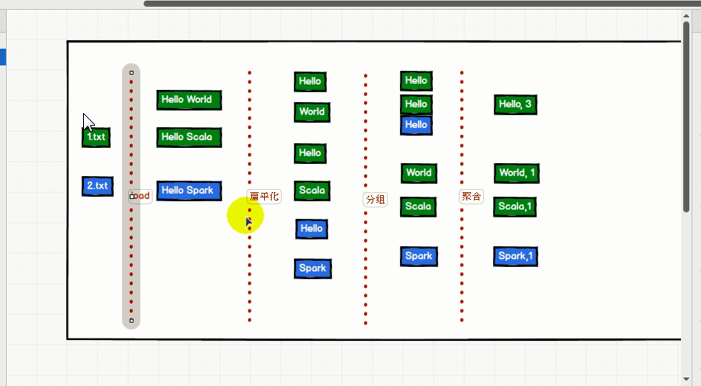 1.txt
2.txt
load
Hello World
Hello Scala
Hello Spark
扁平化
Hello
World
Hello
Scala
Hello
Spark
分组
Hello
Hello
Hello
World
Scala
Spark
聚合
Hello, 3
World, 1
Scala,1
Spark,1